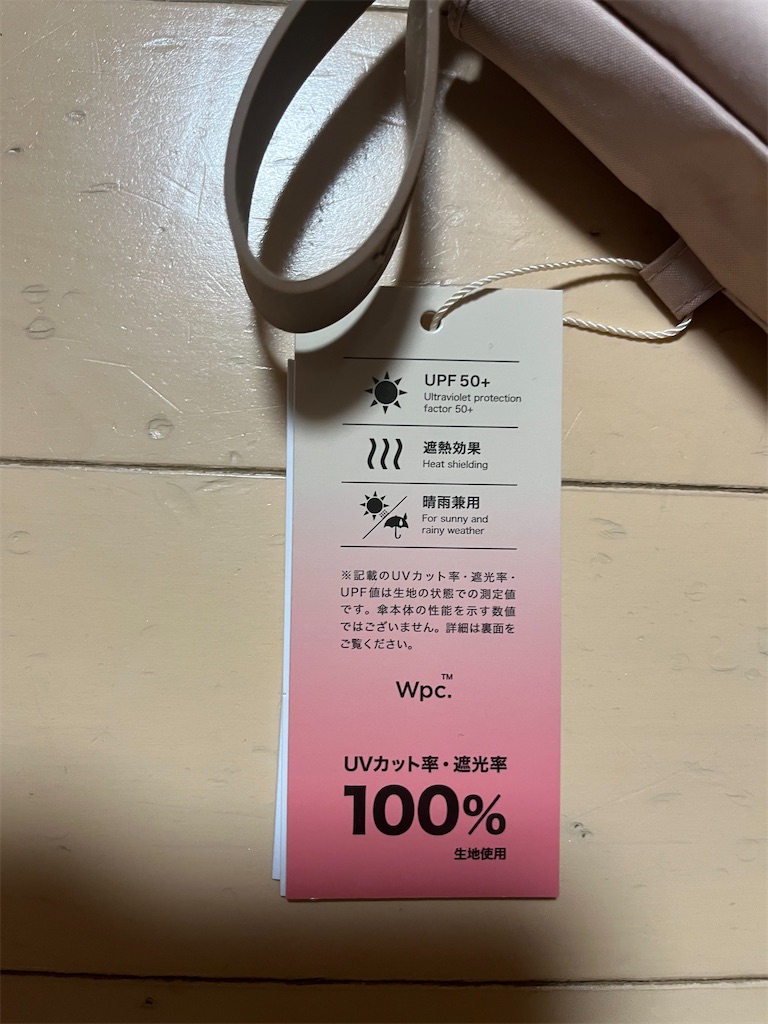 UPF 50+
Ultraviolet protection
factor 50+
遮熱効果
Heat shielding
晴雨兼用
For sunny and
rainy weather
※記載のUVカット率・遮光率・
UPF値は生地の状態での測定値
です。傘本体の性能を示す数値
ではございません。詳細は裏面を
ご覧ください。
Wpc.™
UVカット率・遮光率
100%
生地使用